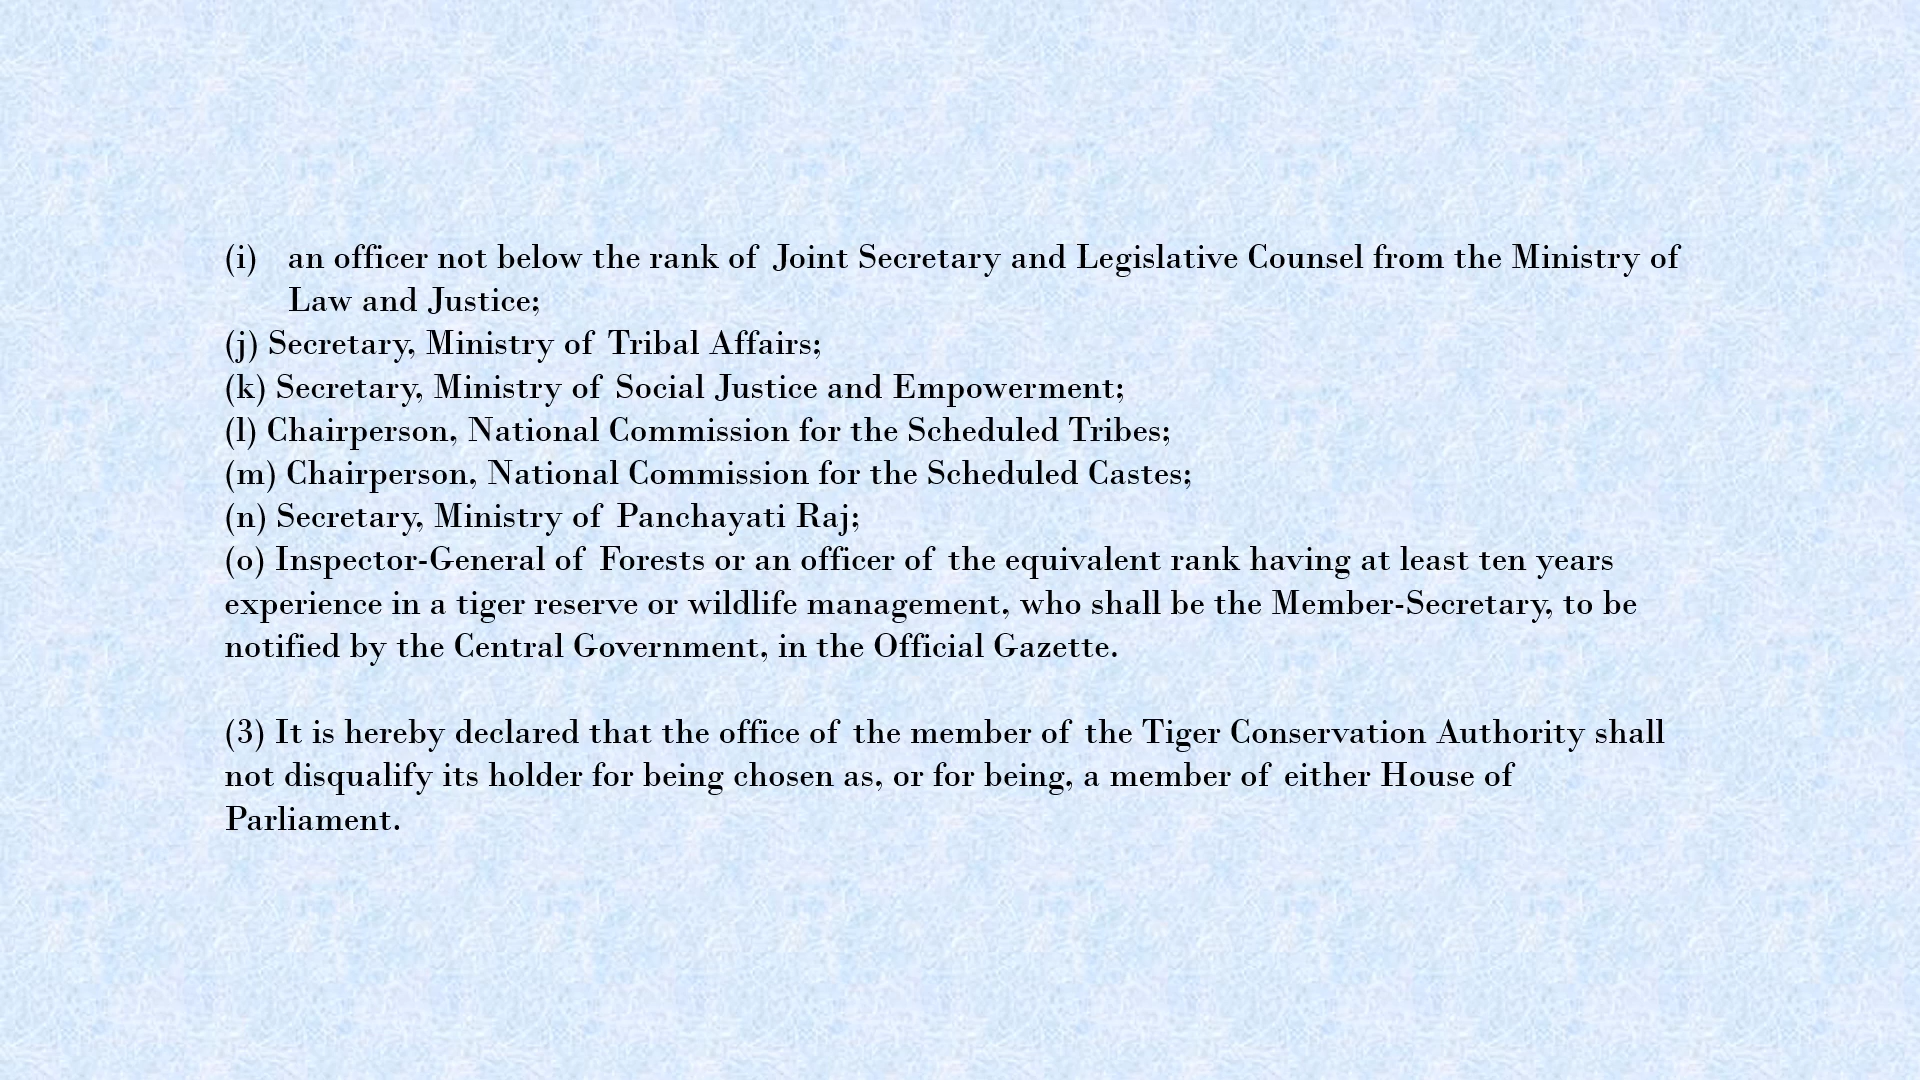 (i) an officer not below the rank of Joint Secretary and Legislative Counsel from the Ministry of
Law and Justice;
(j) Secretary, Ministry of Tribal Affairs;
(k) Secretary, Ministry of Social Justice and Empowerment;
(l) Chairperson, National Commission for the Scheduled Tribes;
(m) Chairperson, National Commission for the Scheduled Castes;
(n) Secretary, Ministry of Panchayati Raj;
(o) Inspector-General of Forests or an officer of the equivalent rank having at least ten years
experience in a tiger reserve or wildlife management, who shall be the Member-Secretary, to be
notified by the Central Government, in the Official Gazette.
(3) It is hereby declared that the office of the member of the Tiger Conservation Authority shall
not disqualify its holder for being chosen as, or for being, a member of either House of
Parliament.